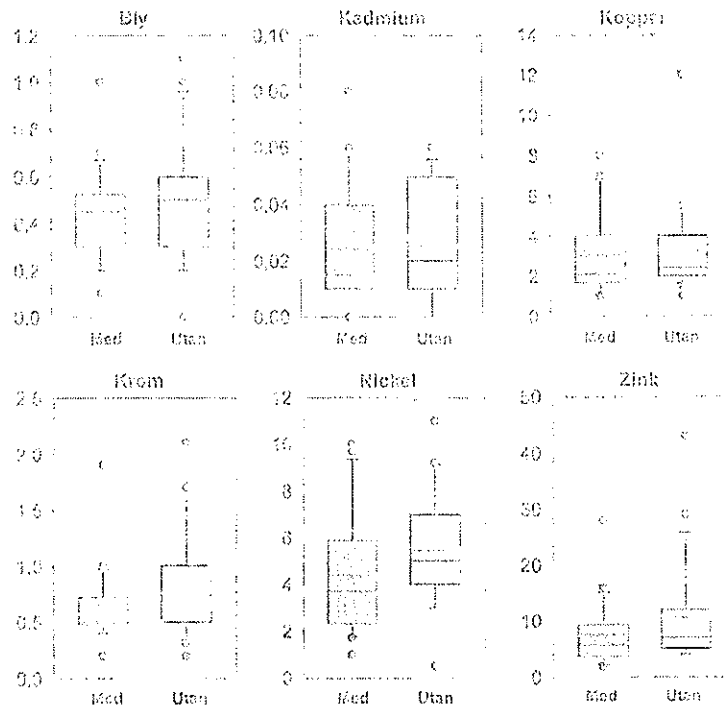 Bly Kadmium Koppar
1.2 0.10 14
1.0 0.08 12
0.8 0.06 10
0.6 0.04 8
0.4 0.02 6
0.2 0.00 4
0.0 2
0
Med Utan Med Utan Med Utan
Krom Nickel Zink
2.5 12 50
2.0 10 40
1.5 8 30
1.0 6 20
0.5 4 10
0.0 2 0
0
Med Utan Med Utan Med Utan